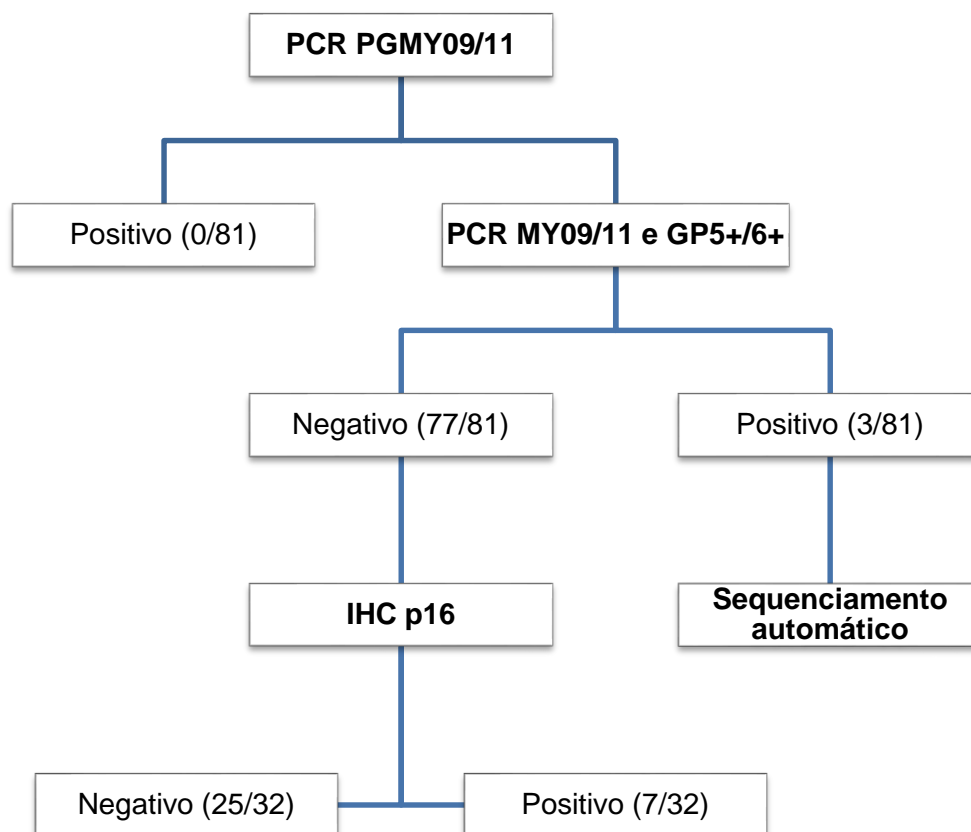 PCR PGMY09/11
Positivo (0/81)
PCR MY09/11 e GP5+/6+
Negativo (77/81)
Positivo (3/81)
IHC p16
Sequenciamento
automático
Negativo (25/32)
Positivo (7/32)